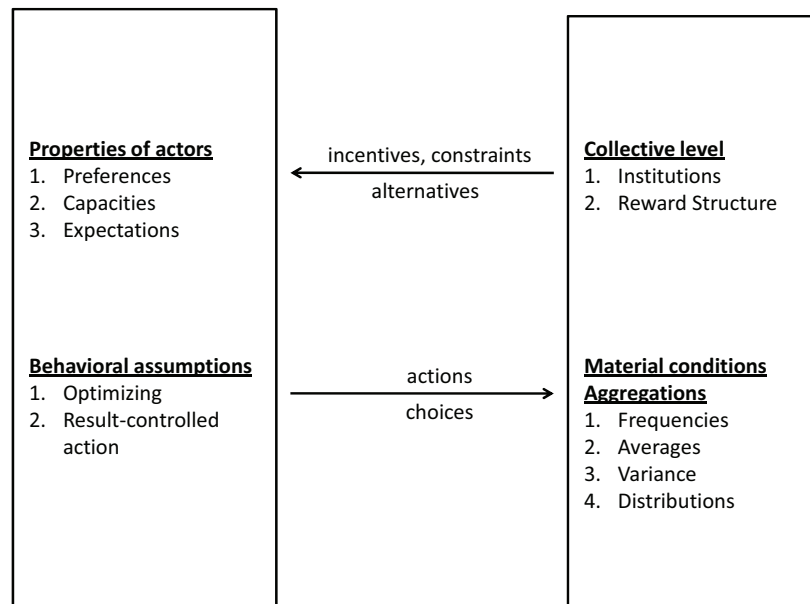 Properties of actors
1. Preferences
2. Capacities
3. Expectations
Behavioral assumptions
1. Optimizing
2. Result-controlled
action
incentives, constraints
alternatives
actions
choices
Collective level
1. Institutions
2. Reward Structure
Material conditions
Aggregations
1. Frequencies
2. Averages
3. Variance
4. Distributions